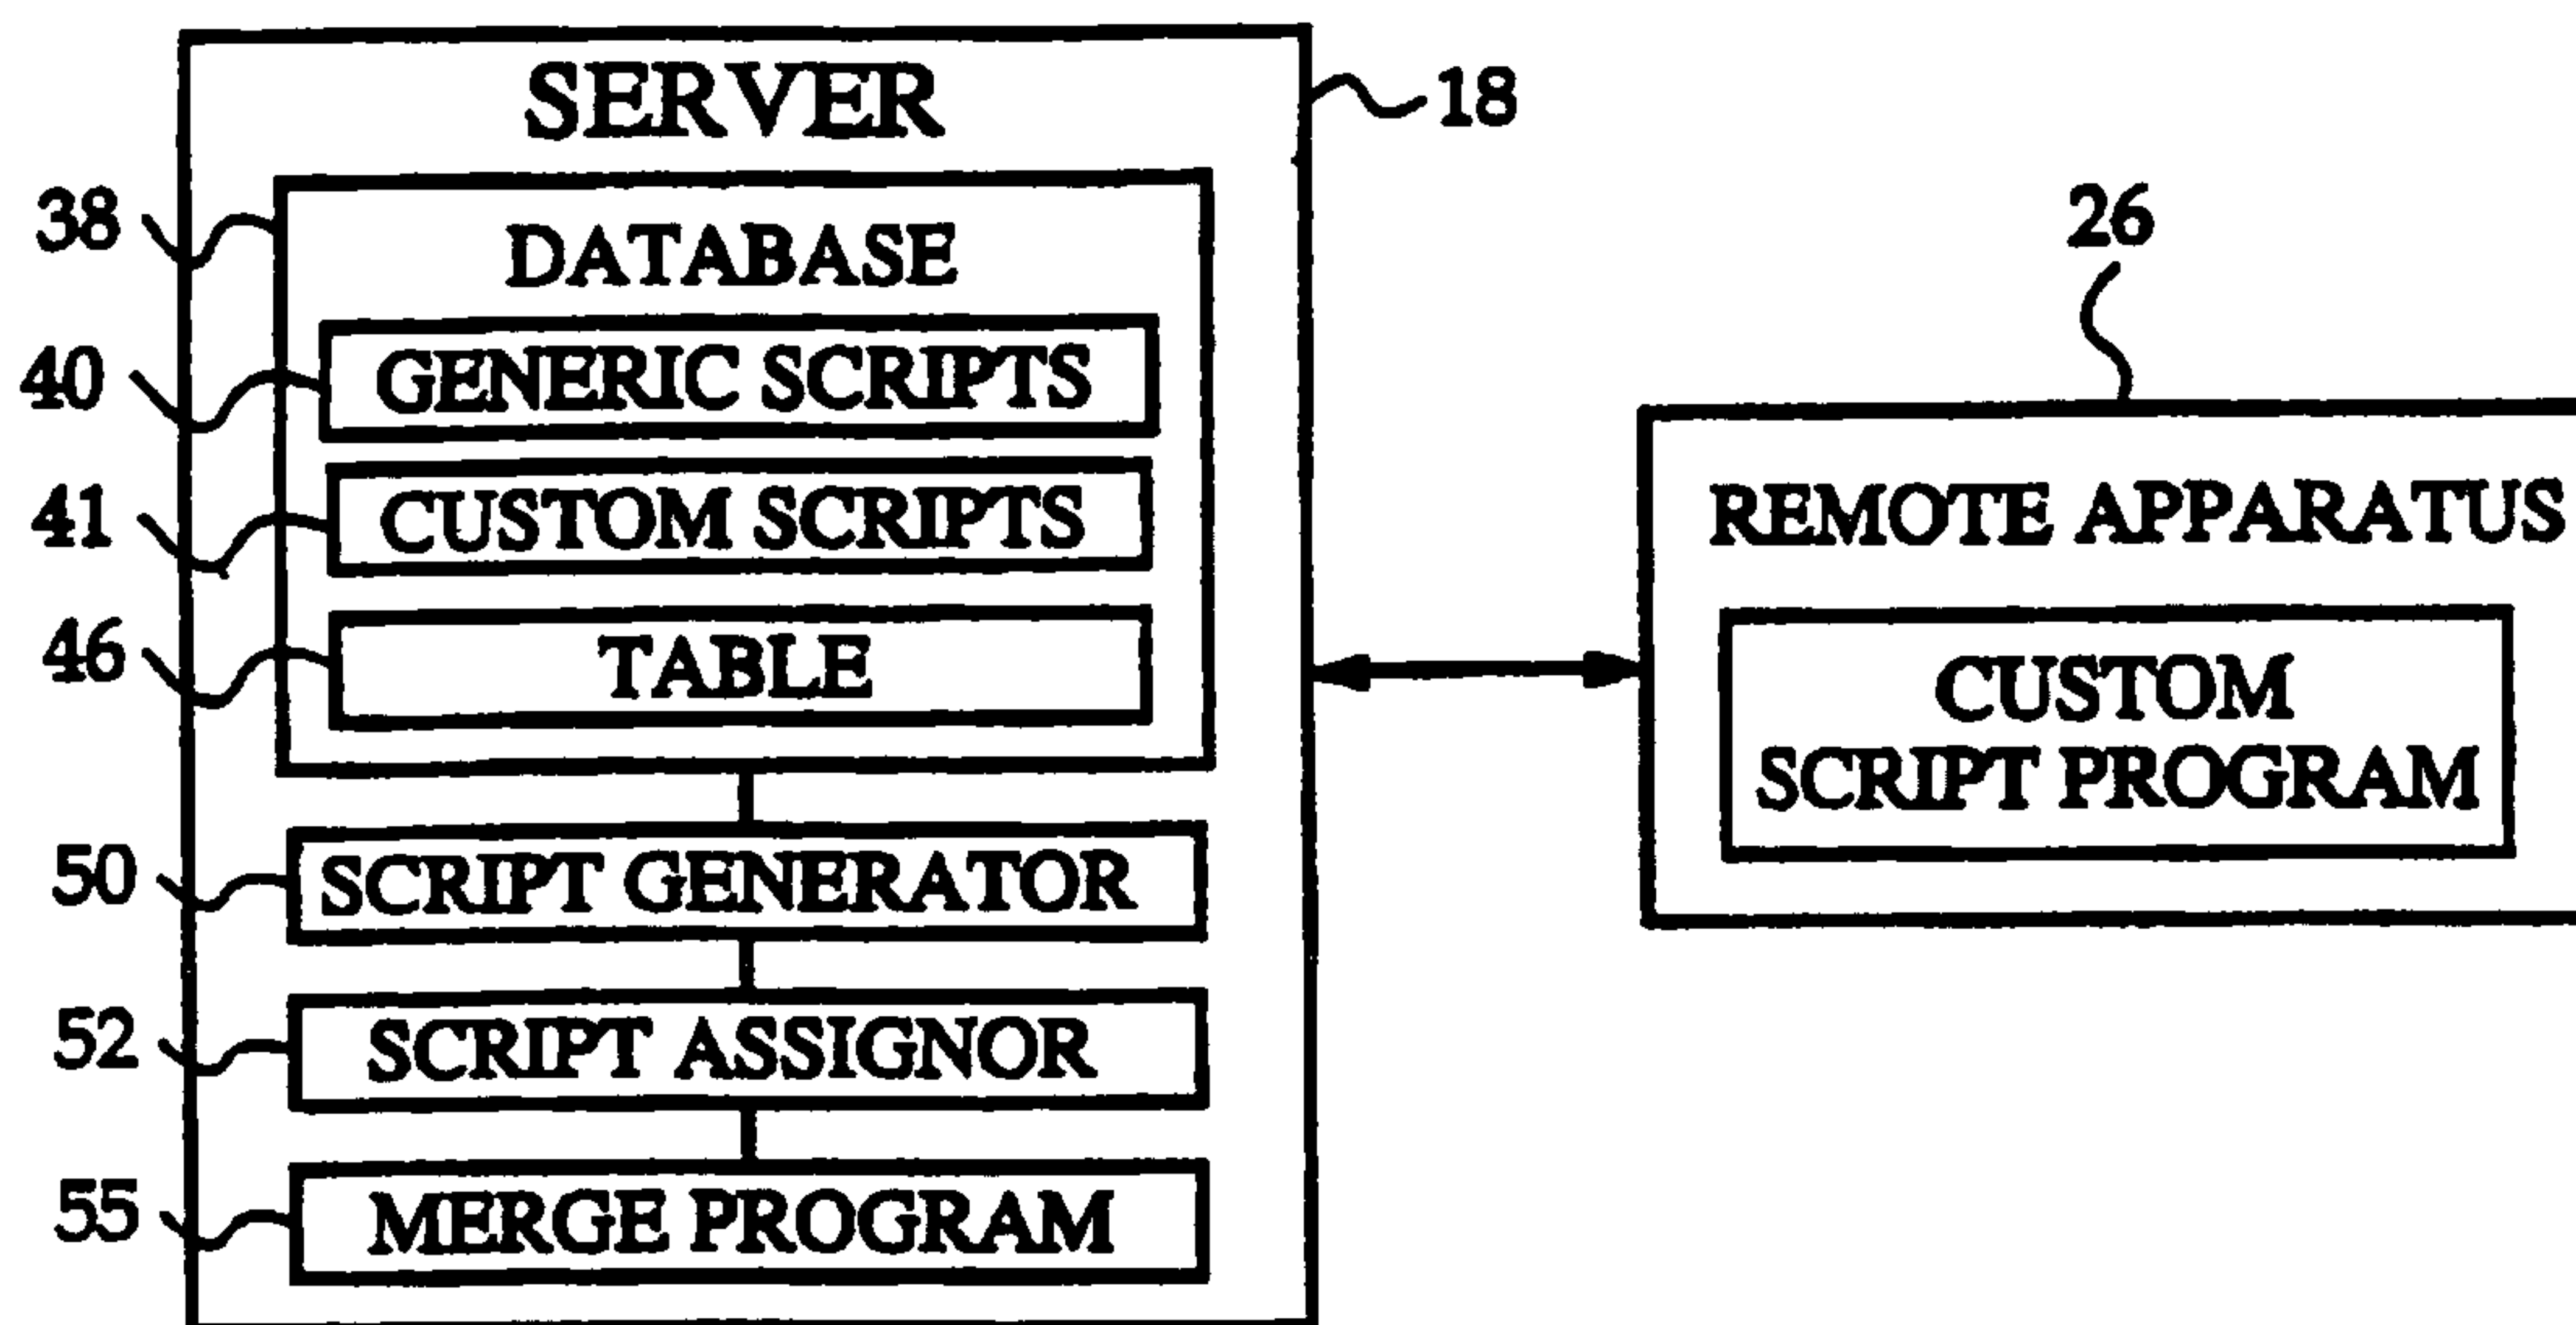 SERVER
18
38
DATABASE
40
GENERIC SCRIPTS
41
CUSTOM SCRIPTS
46
TABLE
50
SCRIPT GENERATOR
52
SCRIPT ASSIGNOR
55
MERGE PROGRAM
26
REMOTE APPARATUS
CUSTOM
SCRIPT PROGRAM